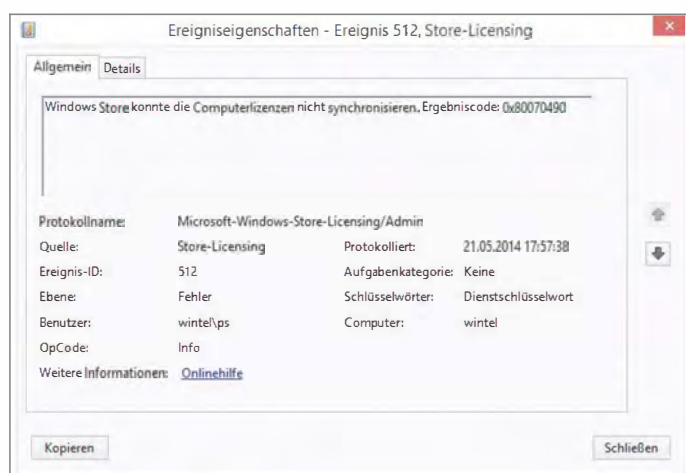 Ereigniseigenschaften - Ereignis 512, Store-Licensing
Allgemein Details
Windows Store konnte die Computerlizenzen nicht synchronisieren. Ergebniscode: 0x80070490
Protokollname: Microsoft-Windows-Store-Licensing/Admin
Quelle: Store-Licensing Protokolliert: 21.05.2014 17:57:38
Ereignis-ID: 512 Aufgabenkategorie: Keine
Ebene: Fehler Schlüsselwörter: Dienstschlüsselwort
Benutzer: wintel\ps Computer: wintel
OpCode: Info
Weitere Informationen: Onlinehilfe
Kopieren Schließen